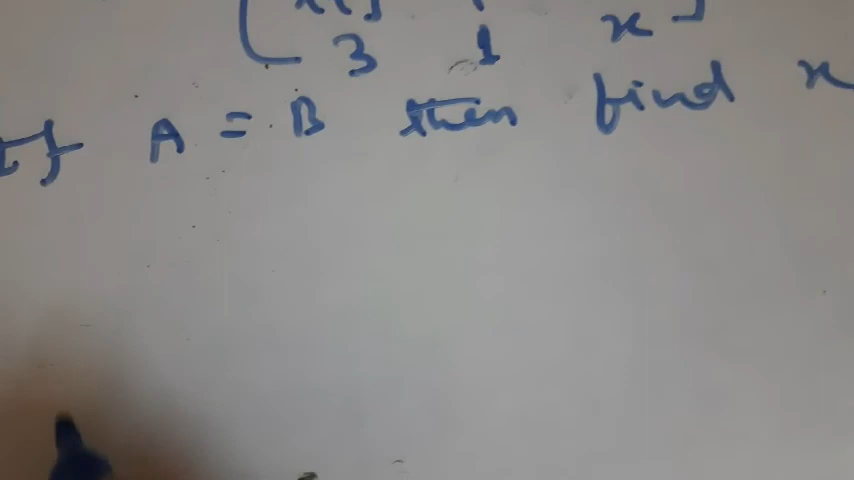 3 1 x
If A = B then find x